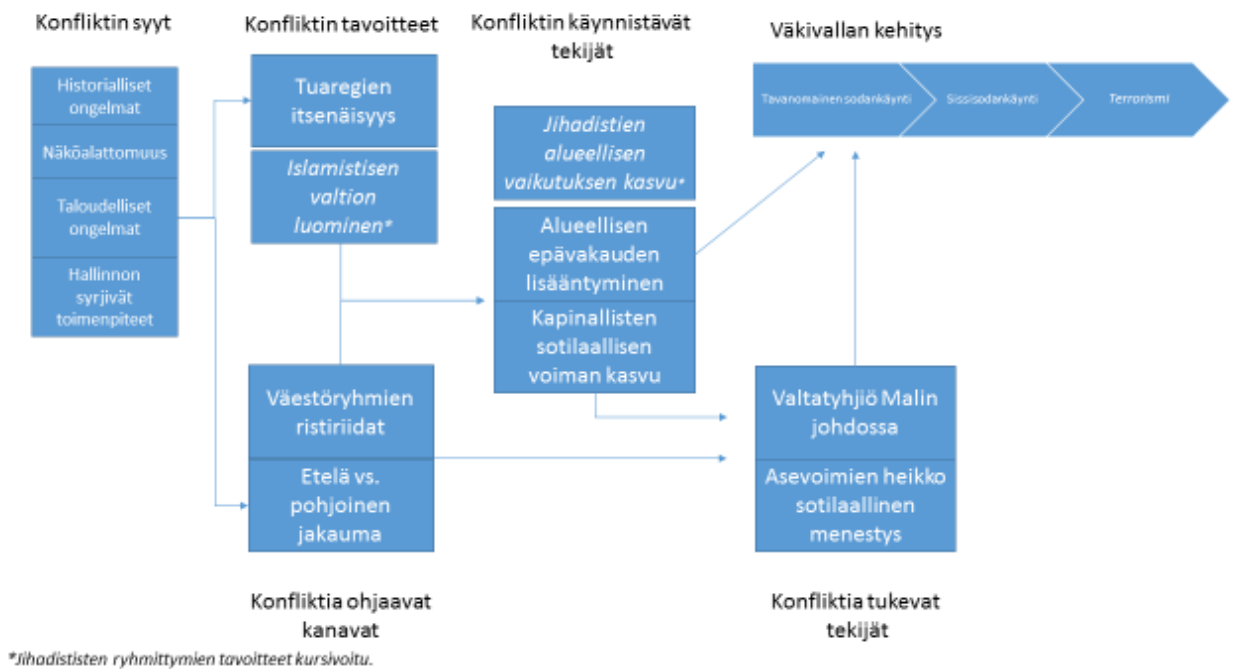 Konfliktin syyt
Historialliset
ongelmat
Näköalattomuus
Taloudelliset
ongelmat
Hallinnon
syrjivät
toimenpiteet
Konfliktin tavoitteet
Tuaregien
itsenäisyys
Islamistisen
valtion
luominen*
Väestöryhmien
ristiriidat
Etelä vs.
pohjoinen
jakauma
Konfliktia ohjaavat
kanavat
Konfliktin käynnistävät
tekijät
Jihadistien
alueellisen
vaikutuksen kasvu*
Alueellisen
epävakauden
lisääntyminen
Kapinallisten
sotilaallisen
voiman kasvu
Väkivallan kehitys
Tavanomainen sodankäynti
Sissisodankäynti
Terrorismi
Valtatyhjiö Malin
johdossa
Asevoimien heikko
sotilaallinen
menestys
Konfliktia tukevat
tekijät
*Jihadististen ryhmittymien tavoitteet kursivoitu.